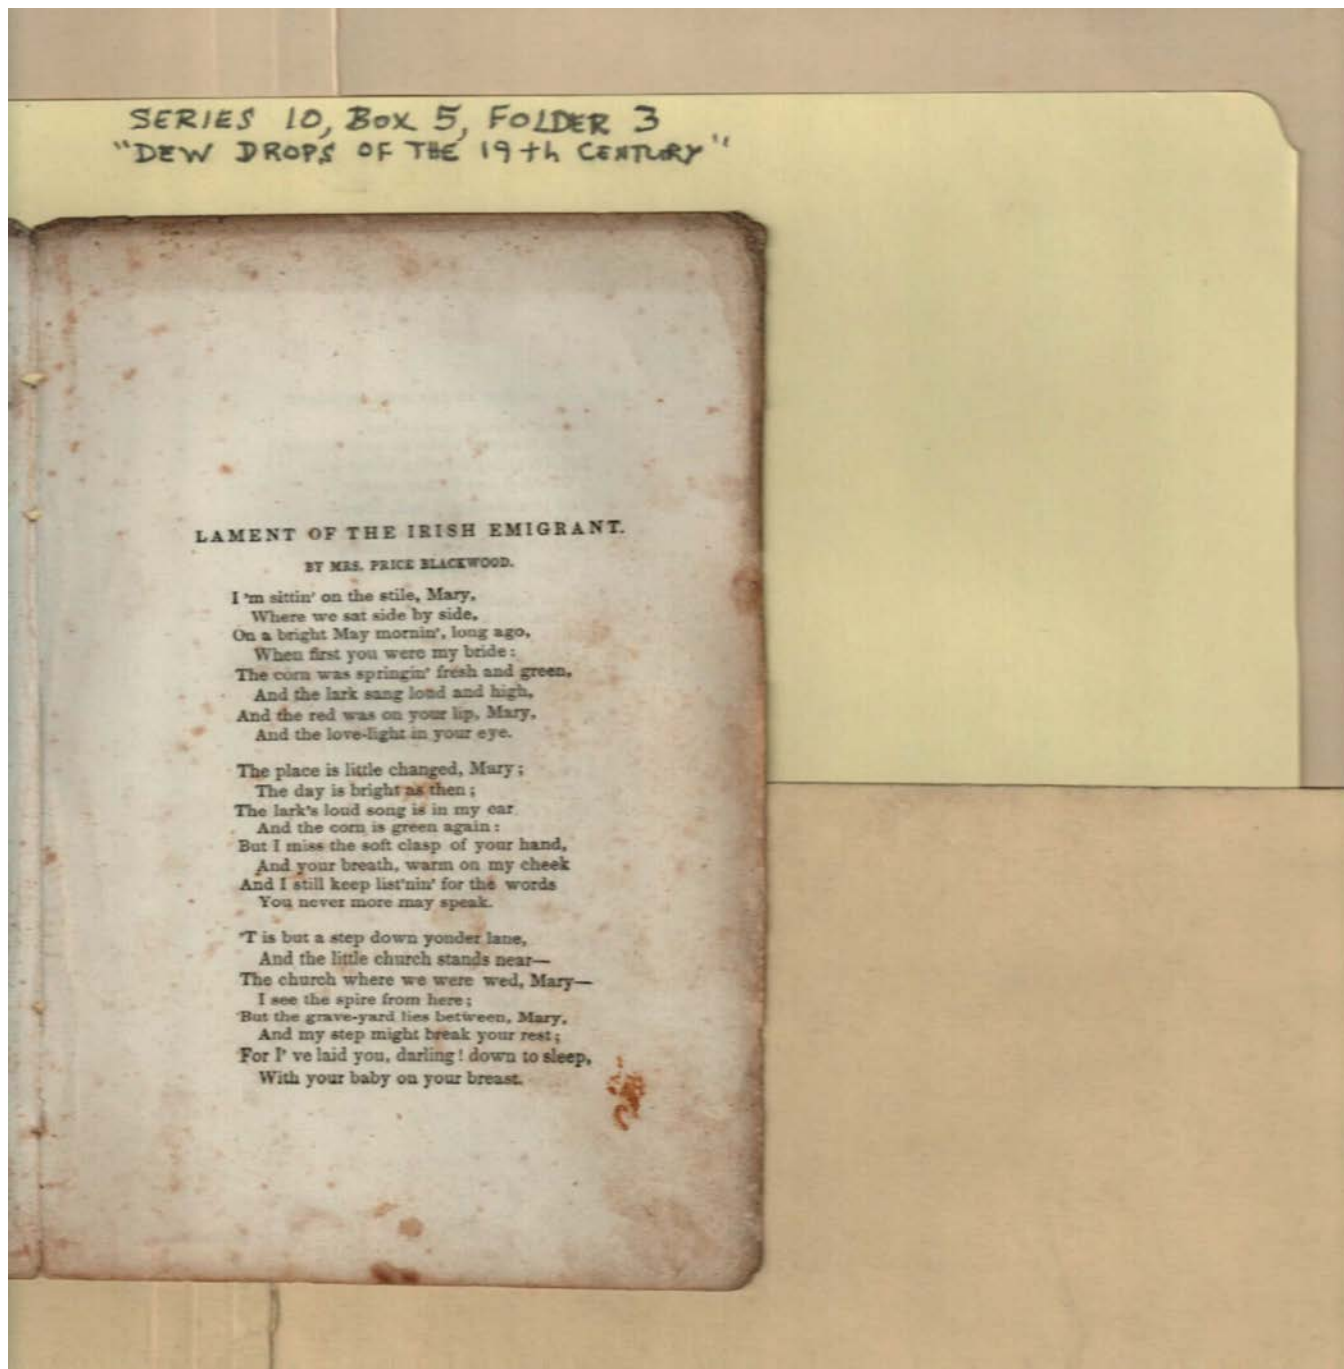 SERIES 10, BOX 5, FOLDER 3
"DEW DROPS OF THE 19th CENTURY"
LAMENT OF THE IRISH EMIGRANT.
BY MRS. PRICE BLACKWOOD.
I 'm sittin' on the stile, Mary,
Where we sat side by side,
On a bright May mornin', long ago,
When first you were my bride:
The corn was springin' fresh and green,
And the lark sang loud and high,
And the red was on your lip, Mary,
And the love-light in your eye.
The place is little changed, Mary;
The day is bright as then;
The lark's loud song is in my ear
And the corn is green again:
But I miss the soft clasp of your hand,
And your breath, warm on my cheek
And I still keep list'nin' for the words
You never more may speak.
'T is but a step down yonder lane,
And the little church stands near—
The church where we were wed, Mary—
I see the spire from here;
But the grave-yard lies between, Mary,
And my step might break your rest;
For I' ve laid you, darling! down to sleep,
With your baby on your breast.